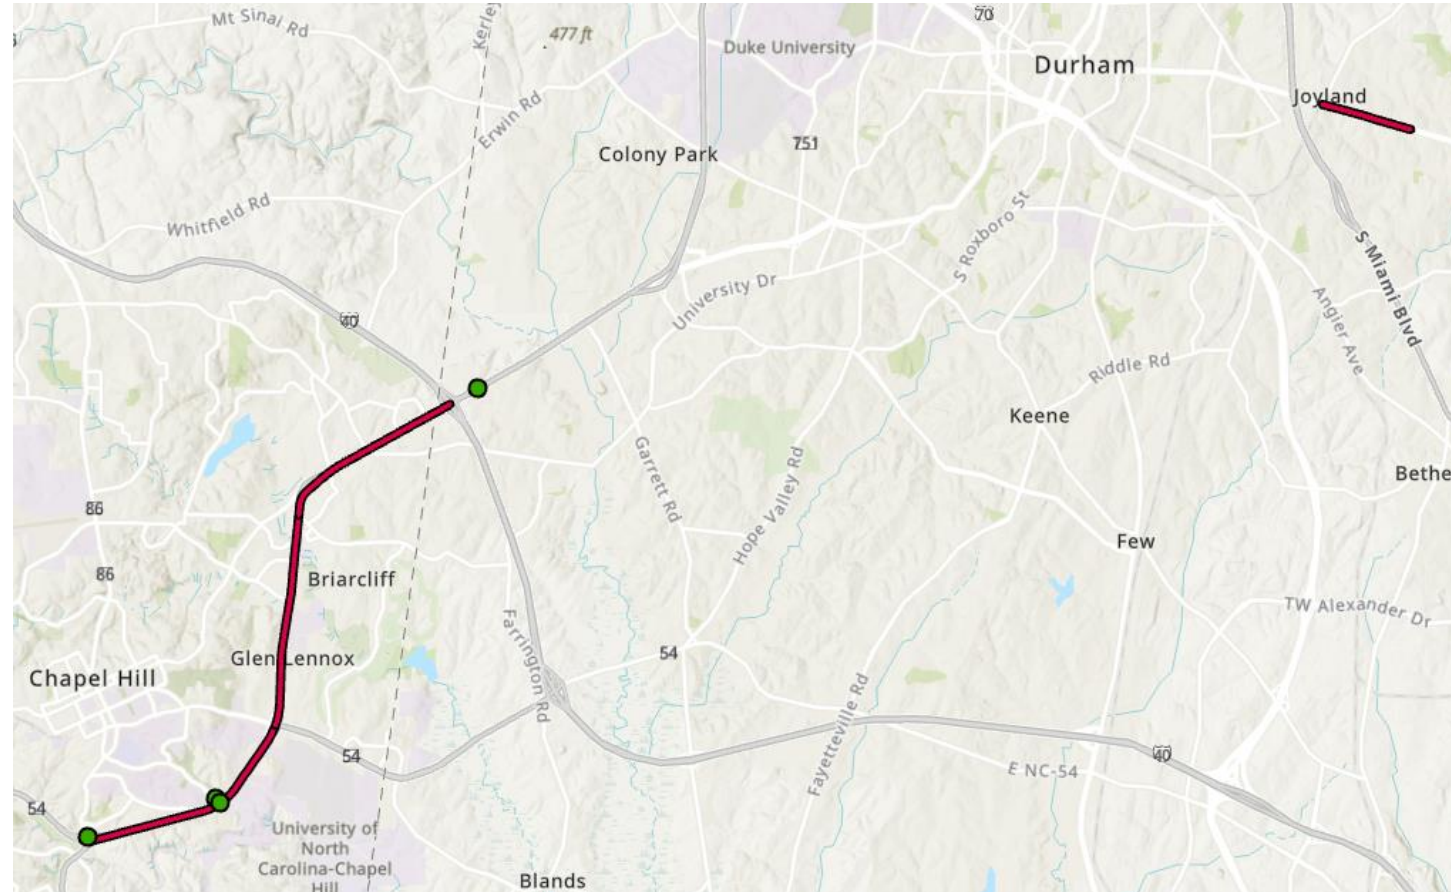 70
Mt Sinai Rd
Kerley
477 ft
Duke University
Durham
Joyland
Erwin Rd
751
Colony Park
Whitfield Rd
S Roxboro St
S Miami Blvd
University Dr
40
Angier Ave
Riddle Rd
Keene
Garrett Rd
Hope Valley Rd
Bethe
86
Few
86
Briarcliff
TW Alexander Dr
Farrington Rd
54
Glen Lennox
Chapel Hill
Fayetteville Rd
54
40
E NC-54
54
University of
North
Carolina-Chapel
Hill
Blands